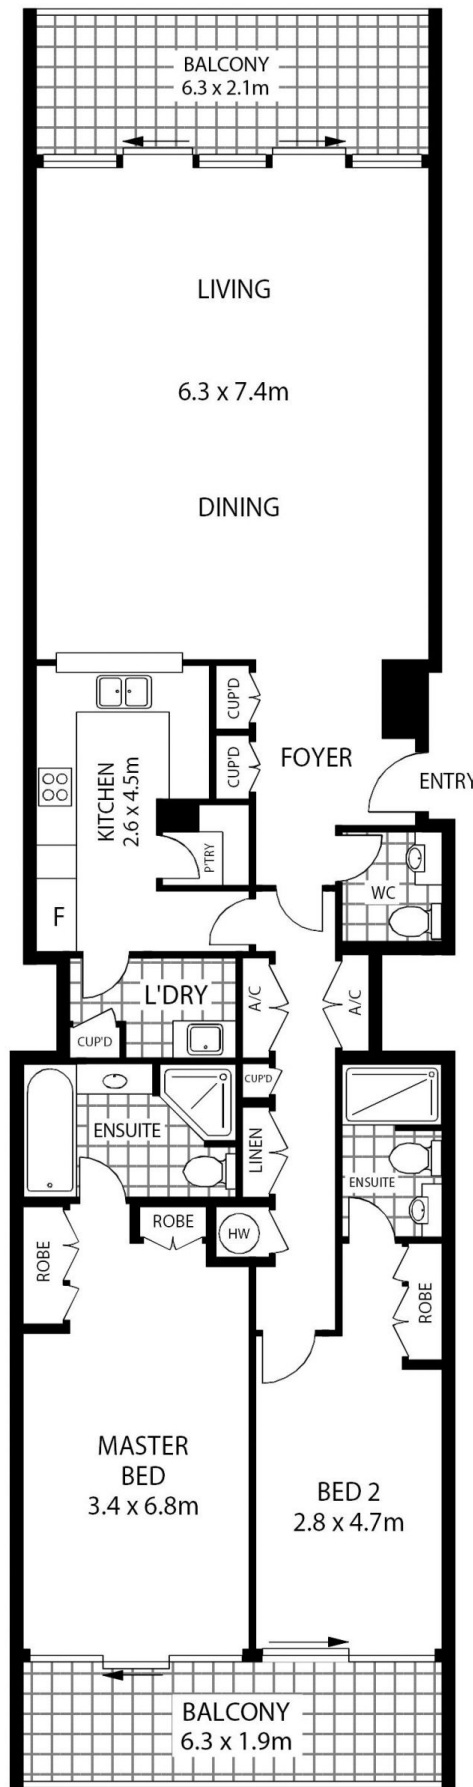 BALCONY
6.3 x 2.1m
LIVING
6.3 x 7.4m
DINING
CUP'D
CUP'D
FOYER
ENTRY
KITCHEN
2.6 x 4.5m
P'TRY
WC
F
L'DRY
CUP'D
A/C
A/C
CUP'D
ENSUITE
LINEN
ENSUITE
ROBE
ROBE
HW
ROBE
MASTER
BED
3.4 x 6.8m
BED 2
2.8 x 4.7m
BALCONY
6.3 x 1.9m